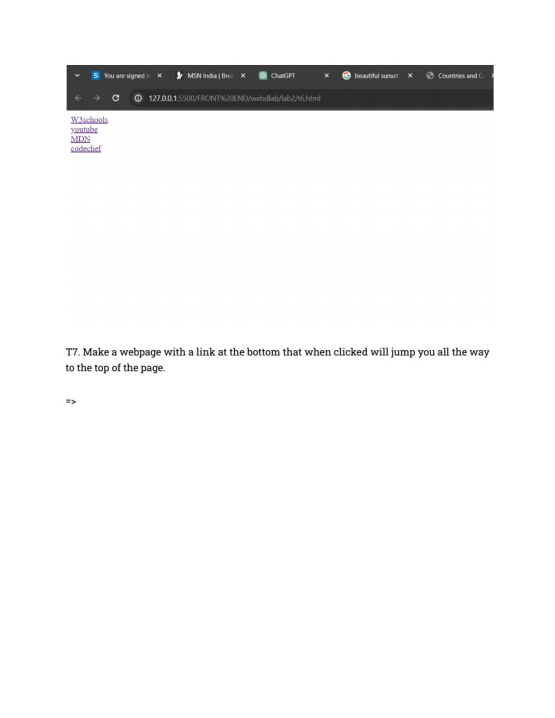 You are signed i
MSN India | Bro
ChatGPT
beautiful sunset
Countries and C
127.0.0.1:5500/FRONT%20END/webdlab/lab2/t6.html
W3schools
youtube
MDN
codechef
T7. Make a webpage with a link at the bottom that when clicked will jump you all the way
to the top of the page.
=>